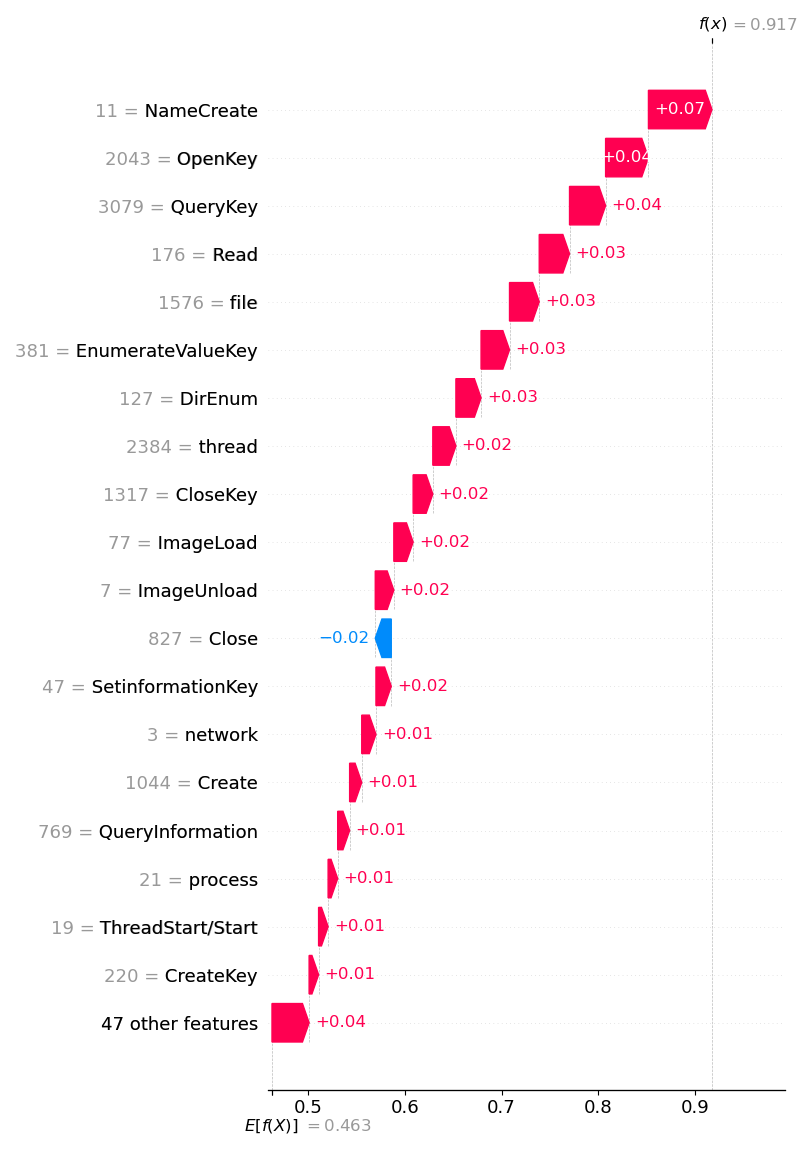 f(x) = 0.917
11 = NameCreate +0.07
2043 = OpenKey +0.04
3079 = QueryKey +0.04
176 = Read +0.03
1576 = file +0.03
381 = EnumerateValueKey +0.03
127 = DirEnum +0.03
2384 = thread +0.02
1317 = CloseKey +0.02
77 = ImageLoad +0.02
7 = ImageUnload +0.02
827 = Close −0.02
47 = SetinformationKey +0.02
3 = network +0.01
1044 = Create +0.01
769 = QueryInformation +0.01
21 = process +0.01
19 = ThreadStart/Start +0.01
220 = CreateKey +0.01
47 other features +0.04
0.5 0.6 0.7 0.8 0.9
E[f(X)] = 0.463